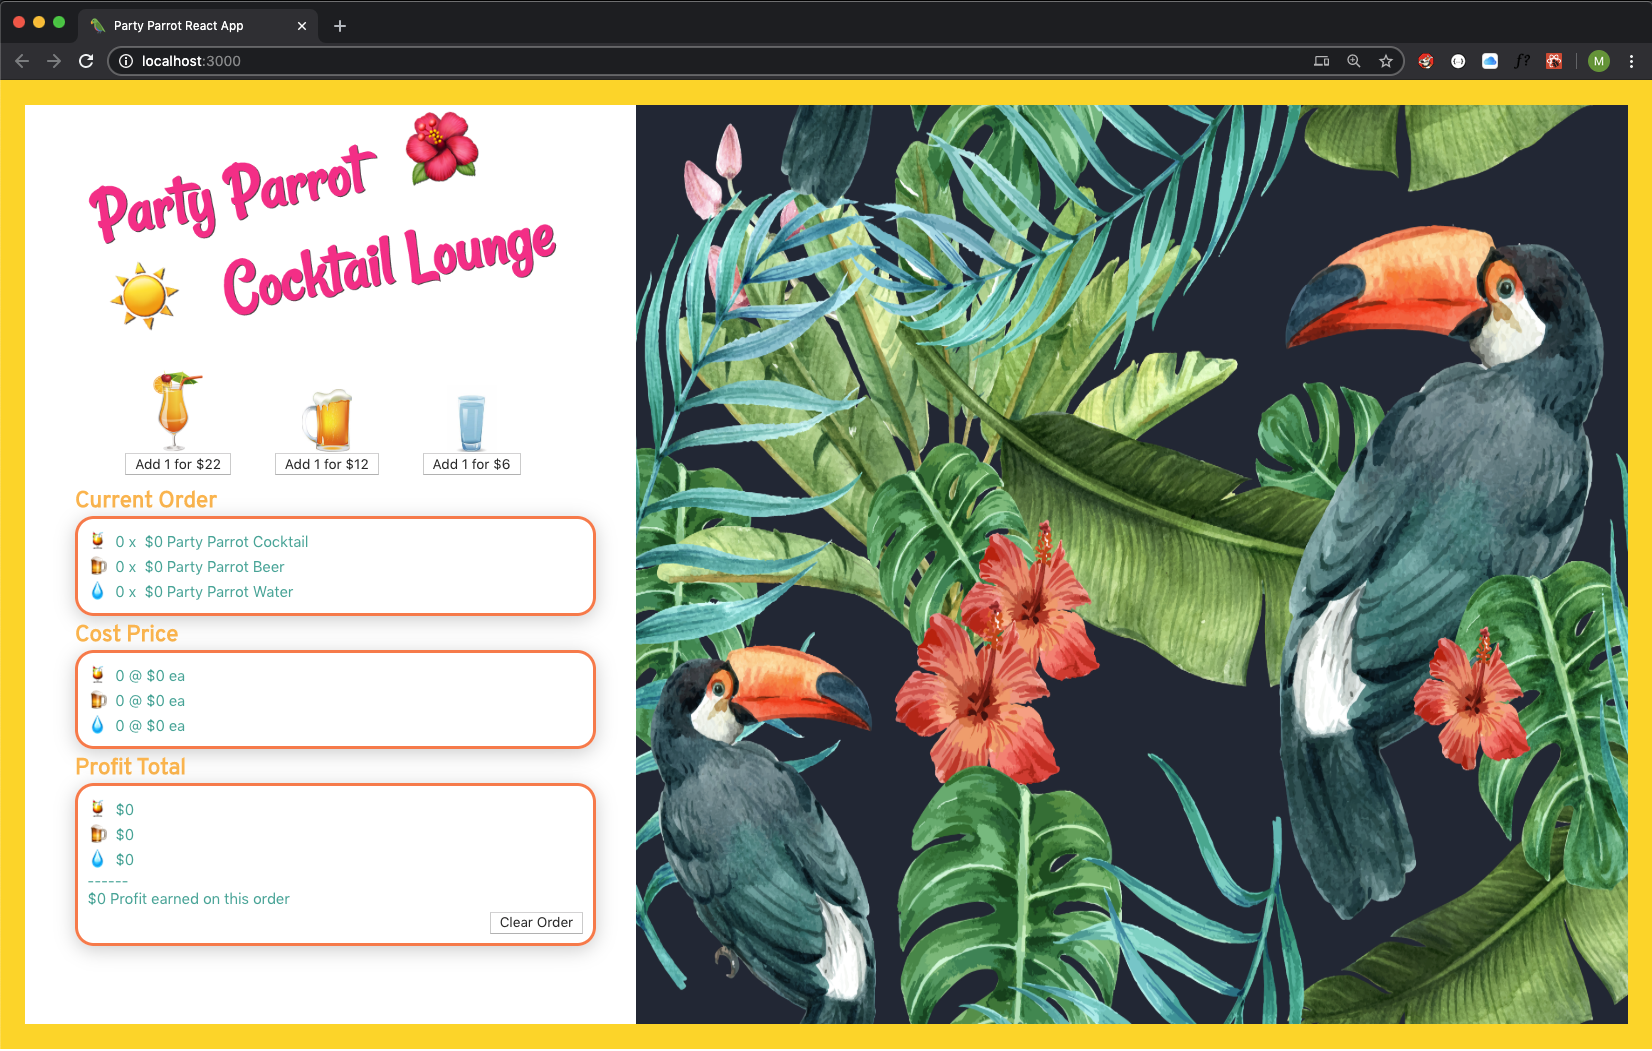 Party Parrot React App
localhost:3000
f?
M
Party Parrot
Cocktail Lounge
Add 1 for $22
Add 1 for $12
Add 1 for $6
Current Order
0 x $0 Party Parrot Cocktail
0 x $0 Party Parrot Beer
0 x $0 Party Parrot Water
Cost Price
0 @ $0 ea
0 @ $0 ea
0 @ $0 ea
Profit Total
$0
$0
$0
------
$0 Profit earned on this order
Clear Order